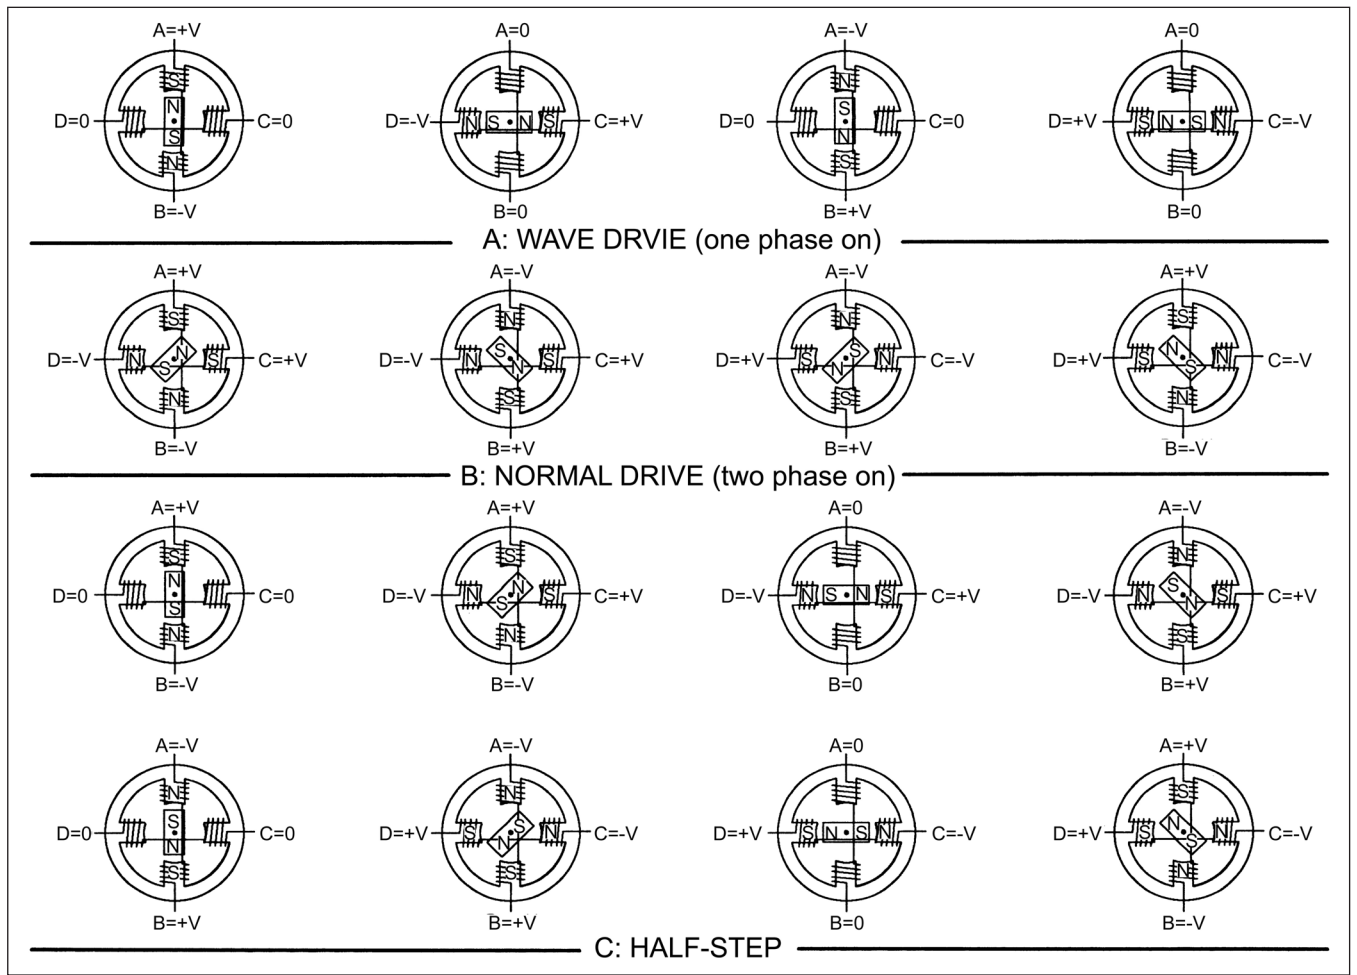 A=+V A=0 A=-V A=0
S N
N S
D=0 C=0 D=-V N S N S C=+V D=0 C=0 D=+V S N S N C=-V
S N
N S
B=-V B=0 B=+V B=0
A: WAVE DRVIE (one phase on)
A=+V A=-V A=-V A=+V
S N N S
N S S N
D=-V N S C=+V D=-V N S C=+V D=+V S N C=-V D=+V S N C=-V
S N N S
N S S N
B=-V B=+V B=+V B=-V
B: NORMAL DRIVE (two phase on)
A=+V A=+V A=0 A=-V
S S N
N N S
D=0 C=0 D=-V N S C=+V D=-V N S N S C=+V D=-V N S C=+V
S S N
N N S
B=-V B=-V B=0 B=+V
A=-V A=-V A=0 A=+V
N N S
S S N
D=0 C=0 D=+V S N C=-V D=+V S N S N C=-V D=+V S N C=-V
N N S
S S N
B=+V B=+V B=0 B=-V
C: HALF-STEP